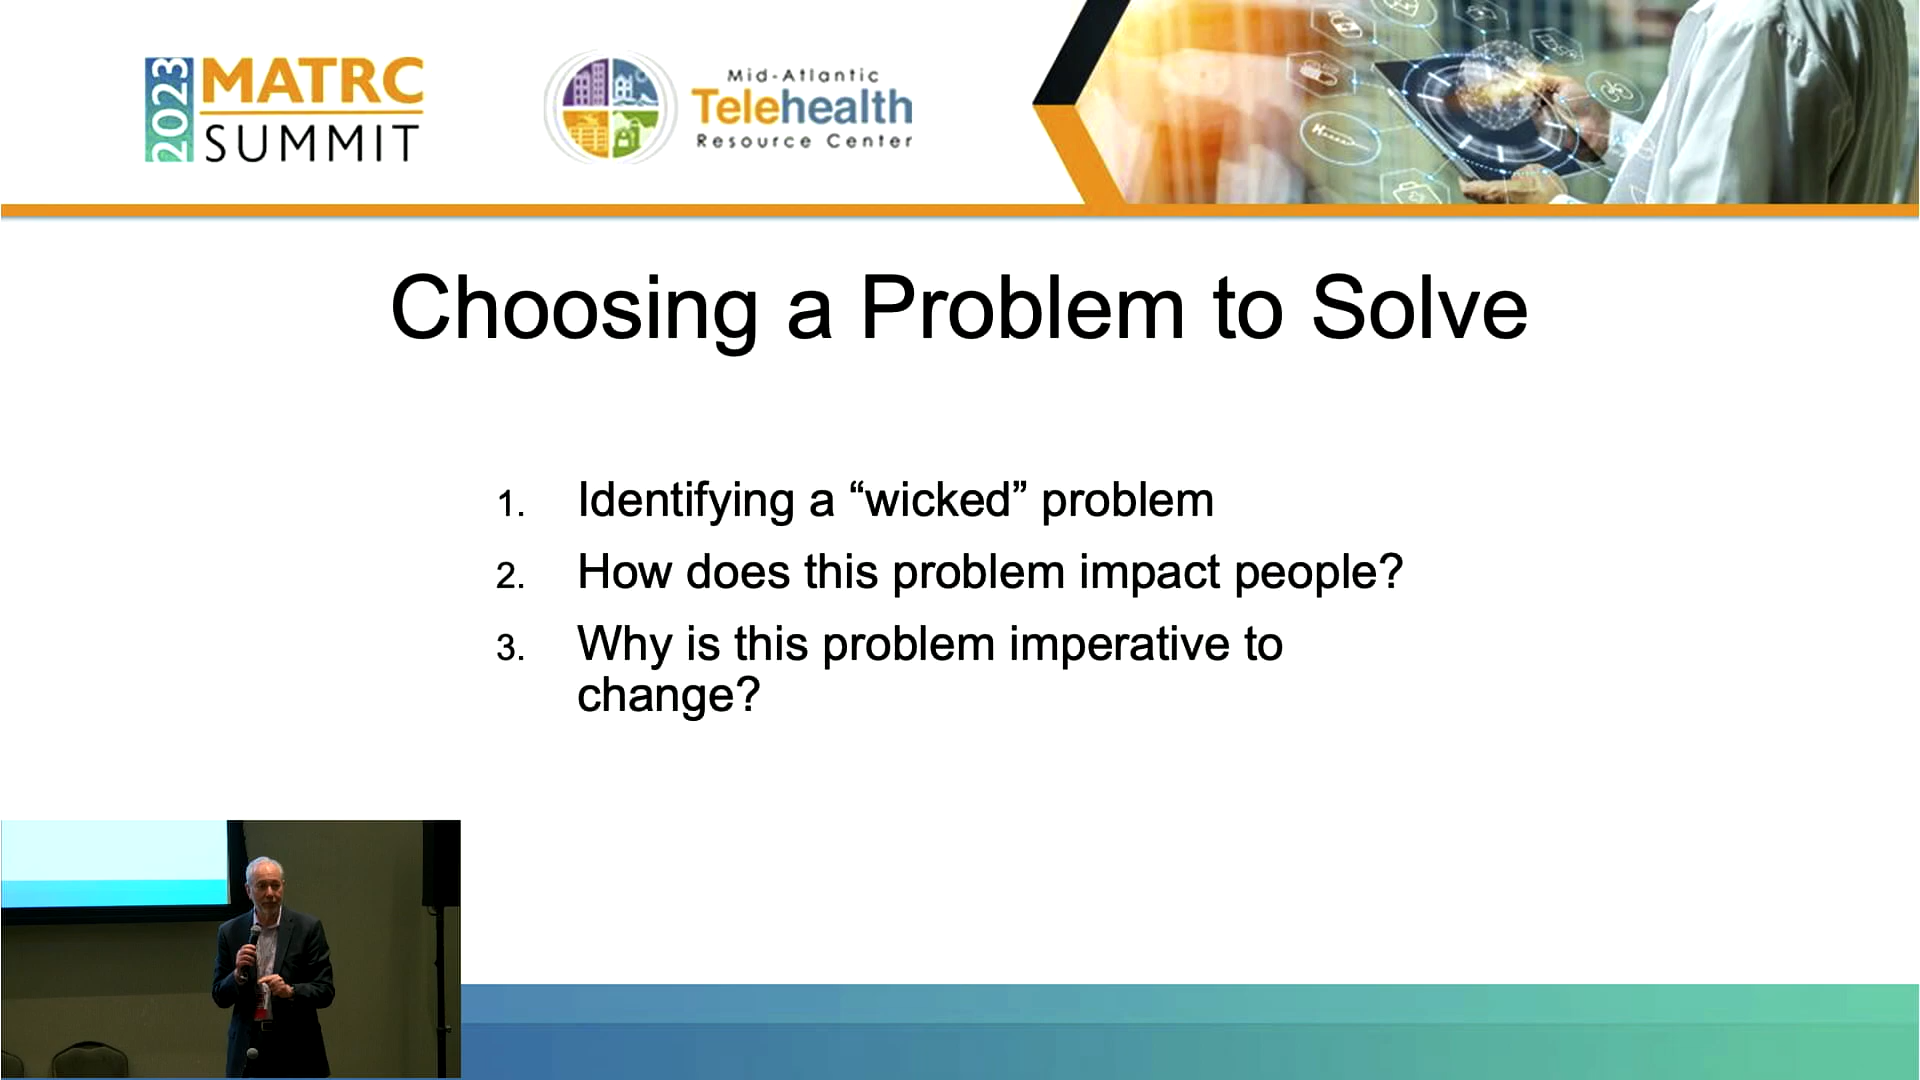 2023
MATRC
SUMMIT
Mid-Atlantic
Telehealth
Resource Center
Choosing a Problem to Solve
1. Identifying a “wicked” problem
2. How does this problem impact people?
3. Why is this problem imperative to
change?